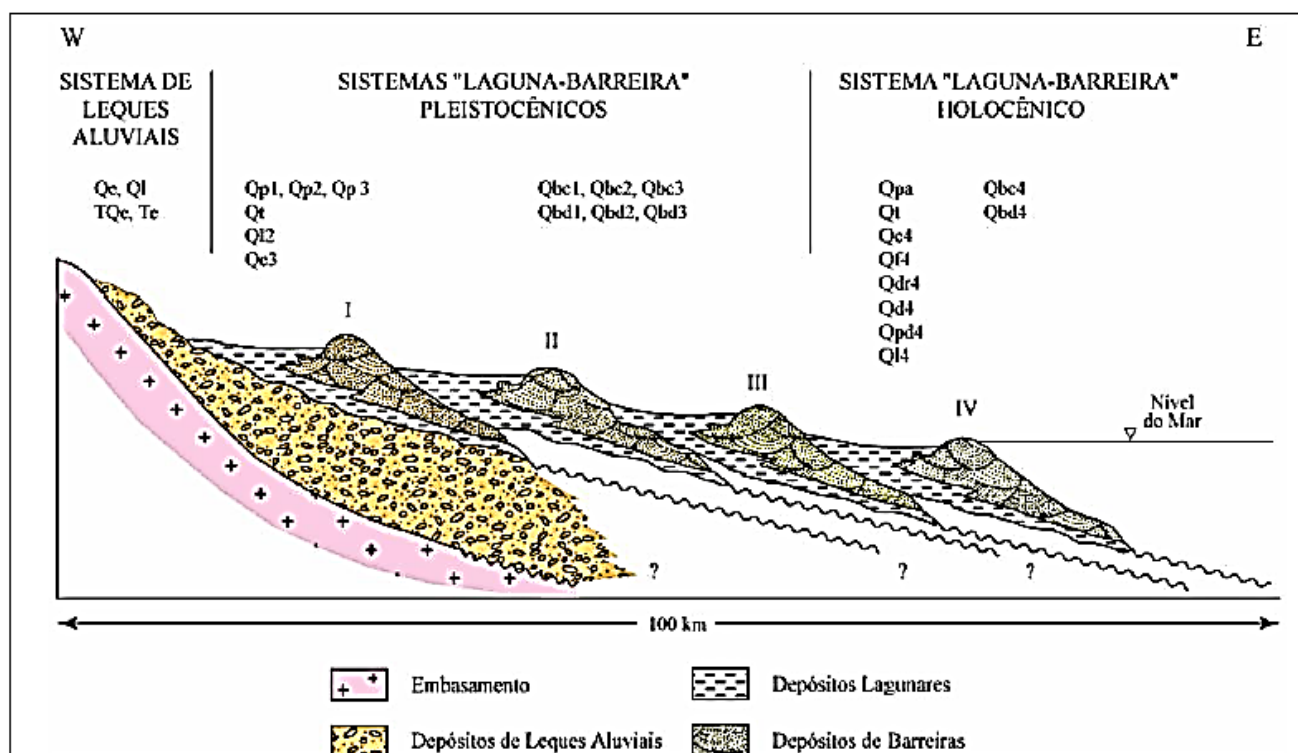 W
E
SISTEMA DE
LEQUES
ALUVIAIS
SISTEMAS "LAGUNA-BARREIRA"
PLEISTOCÊNICOS
SISTEMA "LAGUNA-BARREIRA"
HOLOCÊNICO
Qe, Ql
TQe, Te
Qp1, Qp2, Qp 3
Qt
Ql2
Qe3
Qbc1, Qbc2, Qbc3
Qbd1, Qbd2, Qbd3
Qpa
Qt
Qe4
Qf4
Qdr4
Qd4
Qpd4
Ql4
Qbc4
Qbd4
I
II
III
IV
Nível
do Mar
?
?
?
100 km
Embasamento
Depósitos Lagunares
Depósitos de Leques Aluviais
Depósitos de Barreiras